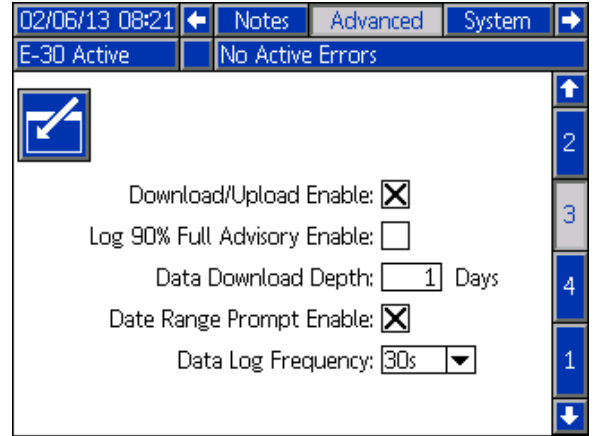 02/06/13 08:21 Notes Advanced System
E-30 Active No Active Errors
2
Download/Upload Enable:
3
Log 90% Full Advisory Enable:
Data Download Depth: 1 Days
4
Date Range Prompt Enable:
Data Log Frequency: 30s
1